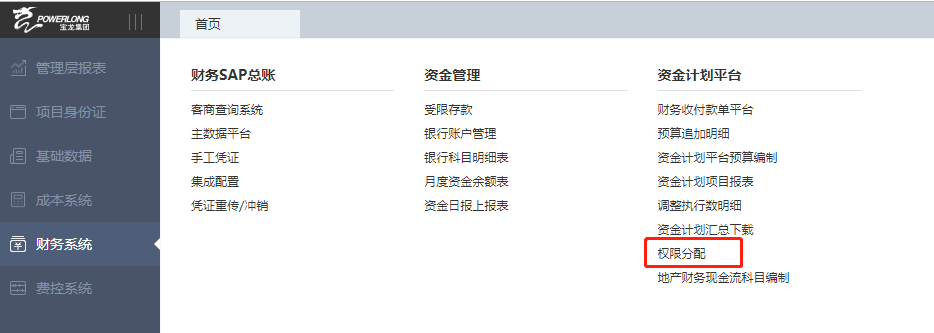 POWERLONG
宝龙集团
首页
管理层报表
项目身份证
基础数据
成本系统
财务系统
费控系统
财务SAP总账
客商查询系统
主数据平台
手工凭证
集成配置
凭证重传/冲销
资金管理
受限存款
银行账户管理
银行科目明细表
月度资金余额表
资金日报上报表
资金计划平台
财务收付款单平台
预算追加明细
资金计划平台预算编制
资金计划项目报表
调整执行数明细
资金计划汇总下载
权限分配
地产财务现金流科目编制